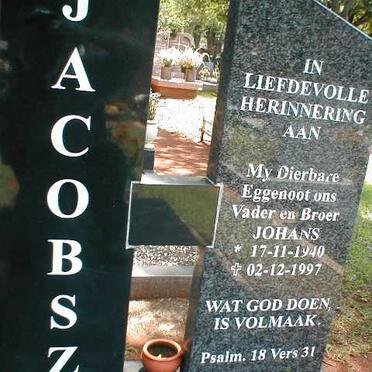 JACOBSZ
IN
LIEFDEVOLLE
HERINNERING
AAN
My Dierbare
Eggenoot ons
Vader en Broer
JOHANS
* 17-11-1940
✝ 02-12-1997
WAT GOD DOEN,
IS VOLMAAK.
Psalm. 18 Vers 31